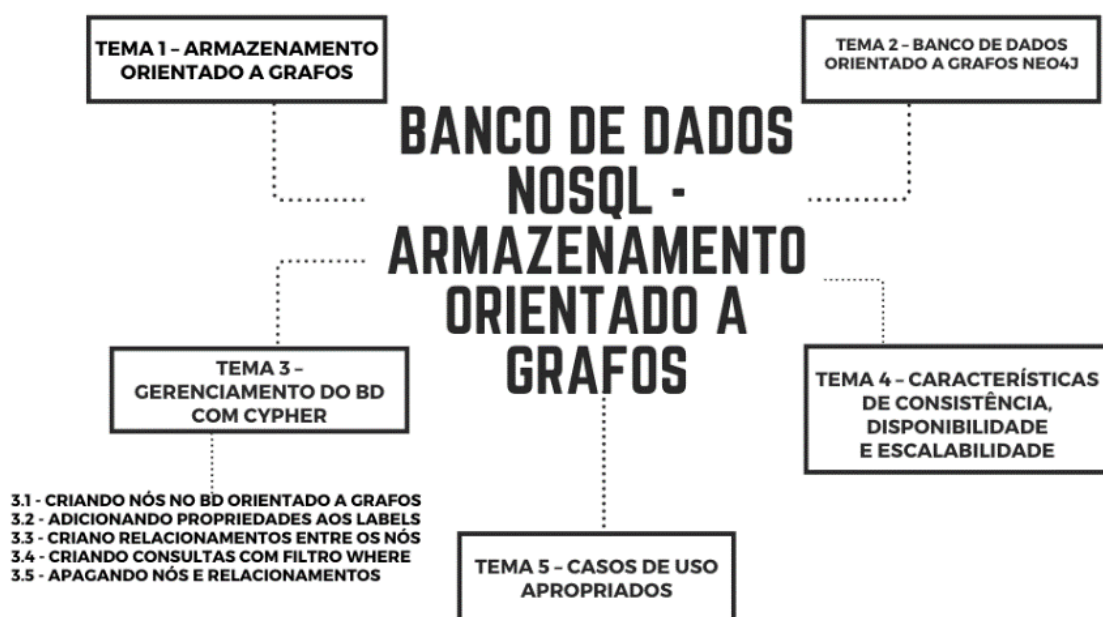 TEMA 1 – ARMAZENAMENTO
ORIENTADO A GRAFOS
TEMA 2 – BANCO DE DADOS
ORIENTADO A GRAFOS NEO4J
BANCO DE DADOS
NOSQL -
ARMAZENAMENTO
ORIENTADO A
GRAFOS
TEMA 3 –
GERENCIAMENTO DO BD
COM CYPHER
3.1 - CRIANDO NÓS NO BD ORIENTADO A GRAFOS
3.2 - ADICIONANDO PROPRIEDADES AOS LABELS
3.3 - CRIANO RELACIONAMENTOS ENTRE OS NÓS
3.4 - CRIANDO CONSULTAS COM FILTRO WHERE
3.5 - APAGANDO NÓS E RELACIONAMENTOS
TEMA 4 – CARACTERÍSTICAS
DE CONSISTÊNCIA,
DISPONIBILIDADE
E ESCALABILIDADE
TEMA 5 – CASOS DE USO
APROPRIADOS